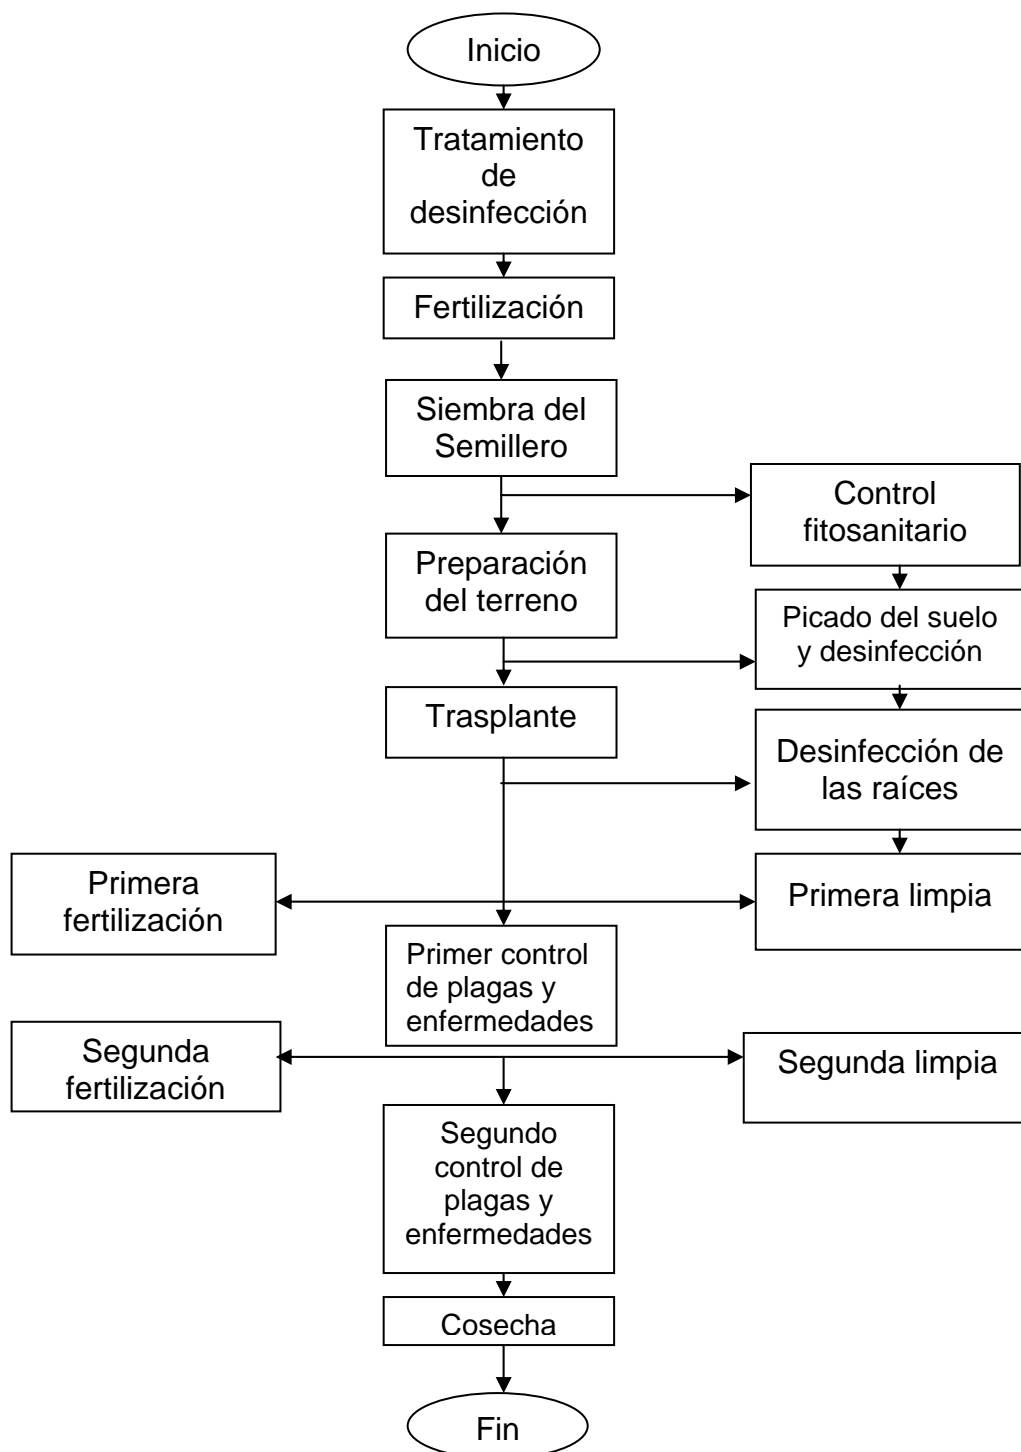 Inicio
Tratamiento
de
desinfección
Fertilización
Siembra del
Semillero
Control
fitosanitario
Preparación
del terreno
Picado del suelo
y desinfección
Trasplante
Desinfección de
las raíces
Primera
fertilización
Primera limpia
Primer control
de plagas y
enfermedades
Segunda
fertilización
Segunda limpia
Segundo
control de
plagas y
enfermedades
Cosecha
Fin